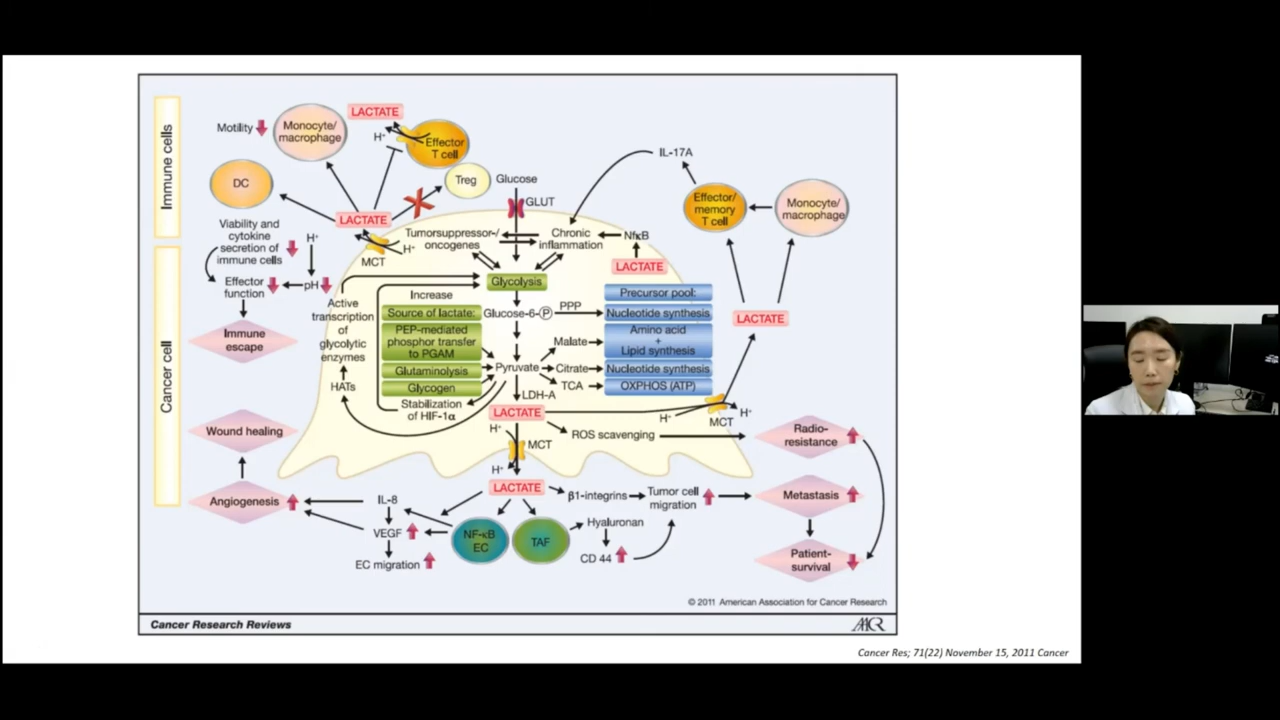 Immune cells
Cancer cell
Motility
Monocyte/
macrophage
LACTATE
H+
Effector
T cell
DC
Treg
Glucose
GLUT
LACTATE
IL-17A
Effector/
memory
T cell
Monocyte/
macrophage
Viability and
cytokine
secretion of
immune cells
H+
MCT
H+
Tumorsuppressor-/
oncogenes
Chronic
inflammation
NfκB
LACTATE
Effector
function
pH
Immune
escape
Glycolysis
Active
transcription
of
glycolytic
enzymes
HATs
Increase
Source of lactate:
PEP-mediated
phosphor transfer
to PGAM
Glutaminolysis
Glycogen
Stabilization
of HIF-1α
Glucose-6-P
PPP
Pyruvate
Malate
Citrate
TCA
LDH-A
Precursor pool:
Nucleotide synthesis
Amino acid
+
Lipid synthesis
Nucleotide synthesis
OXPHOS (ATP)
LACTATE
LACTATE
H+
MCT
H+
ROS scavenging
H+
MCT
H+
Radio-
resistance
Wound healing
Angiogenesis
IL-8
VEGF
EC migration
LACTATE
NF-κB
EC
TAF
β1-integrins
Tumor cell
migration
Hyaluronan
CD 44
Metastasis
Patient-
survival
© 2011 American Association for Cancer Research
Cancer Research Reviews
AACR
Cancer Res; 71(22) November 15, 2011 Cancer